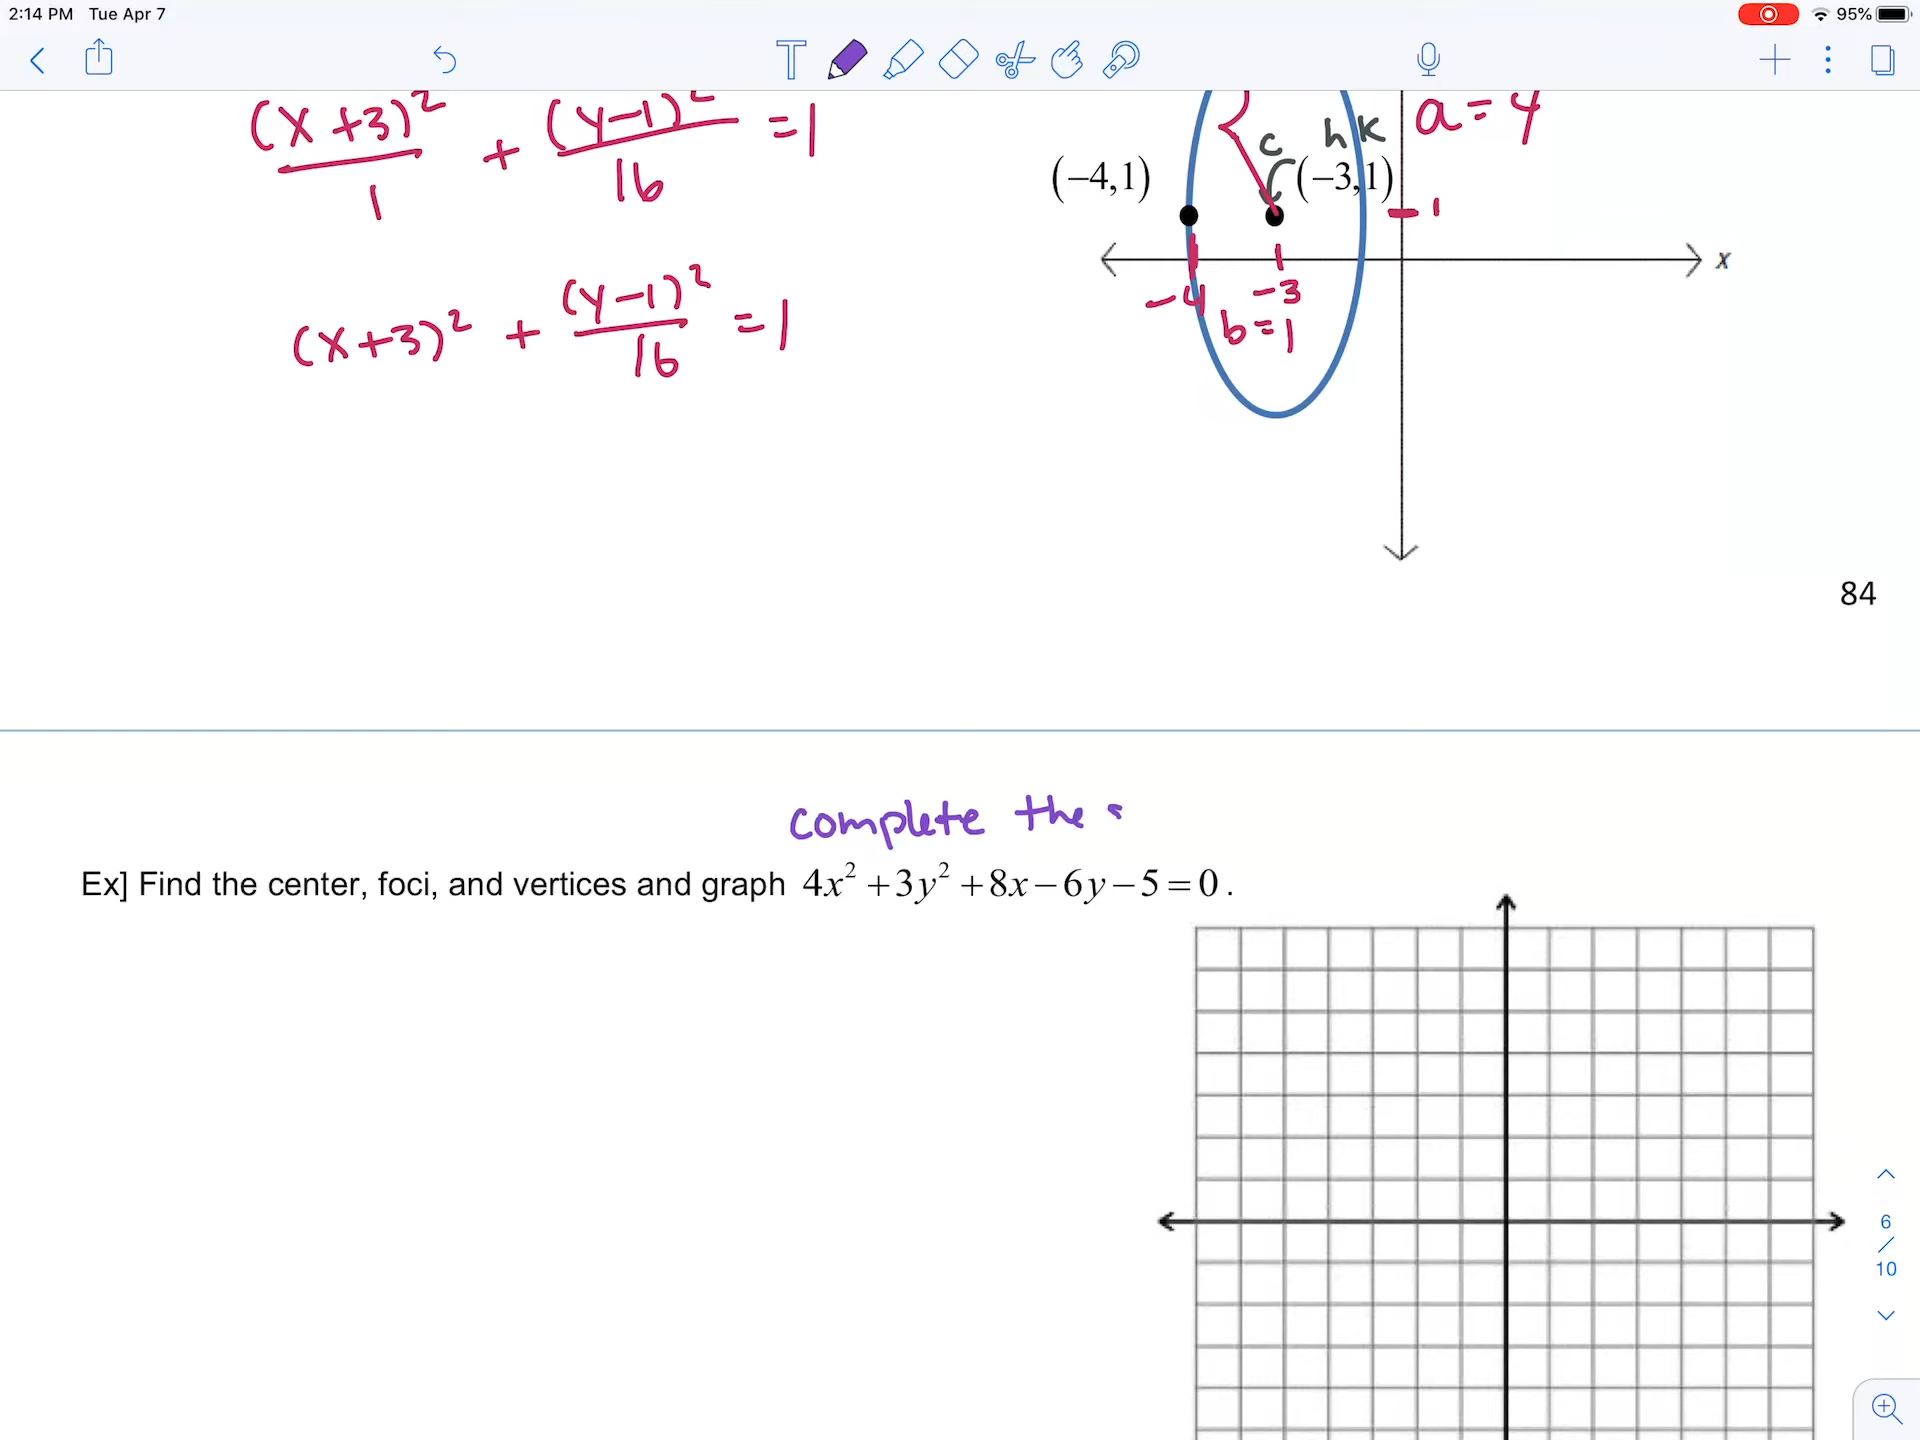 2:14 PM Tue Apr 7
95%
(x+3)²/1 + (y-1)²/16 = 1
a = 4
c h k
(−4,1) (−3,1)
1
x
-4 -3
b = 1
(x+3)² + (y-1)²/16 = 1
84
complete the s
Ex] Find the center, foci, and vertices and graph 4x² + 3y² + 8x − 6y − 5 = 0.
6
/
10